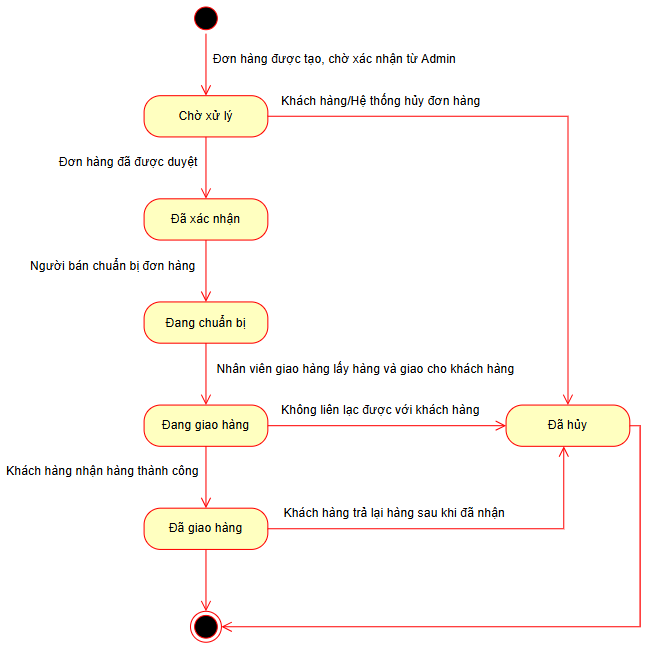 Đơn hàng được tạo, chờ xác nhận từ Admin
Chờ xử lý
Khách hàng/Hệ thống hủy đơn hàng
Đơn hàng đã được duyệt
Đã xác nhận
Người bán chuẩn bị đơn hàng
Đang chuẩn bị
Nhân viên giao hàng lấy hàng và giao cho khách hàng
Đang giao hàng
Không liên lạc được với khách hàng
Đã hủy
Khách hàng nhận hàng thành công
Đã giao hàng
Khách hàng trả lại hàng sau khi đã nhận